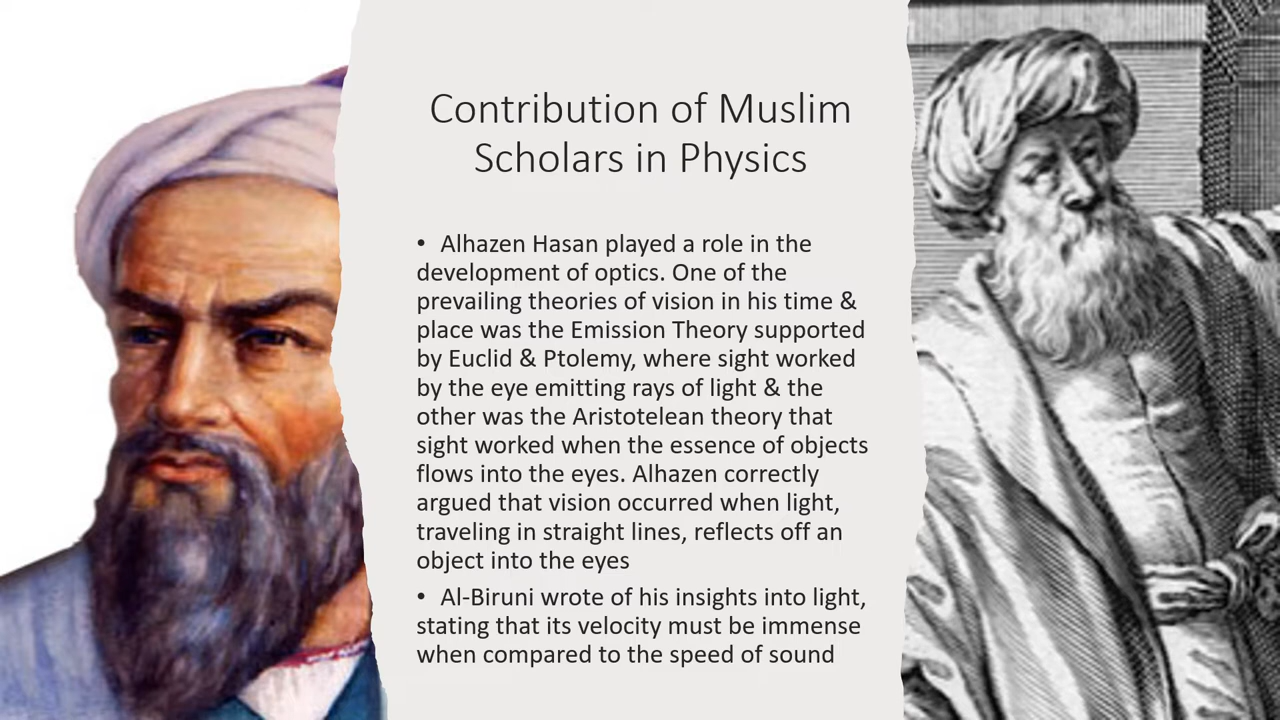 Contribution of Muslim
Scholars in Physics
• Alhazen Hasan played a role in the
development of optics. One of the
prevailing theories of vision in his time &
place was the Emission Theory supported
by Euclid & Ptolemy, where sight worked
by the eye emitting rays of light & the
other was the Aristotelean theory that
sight worked when the essence of objects
flows into the eyes. Alhazen correctly
argued that vision occurred when light,
traveling in straight lines, reflects off an
object into the eyes
• Al-Biruni wrote of his insights into light,
stating that its velocity must be immense
when compared to the speed of sound